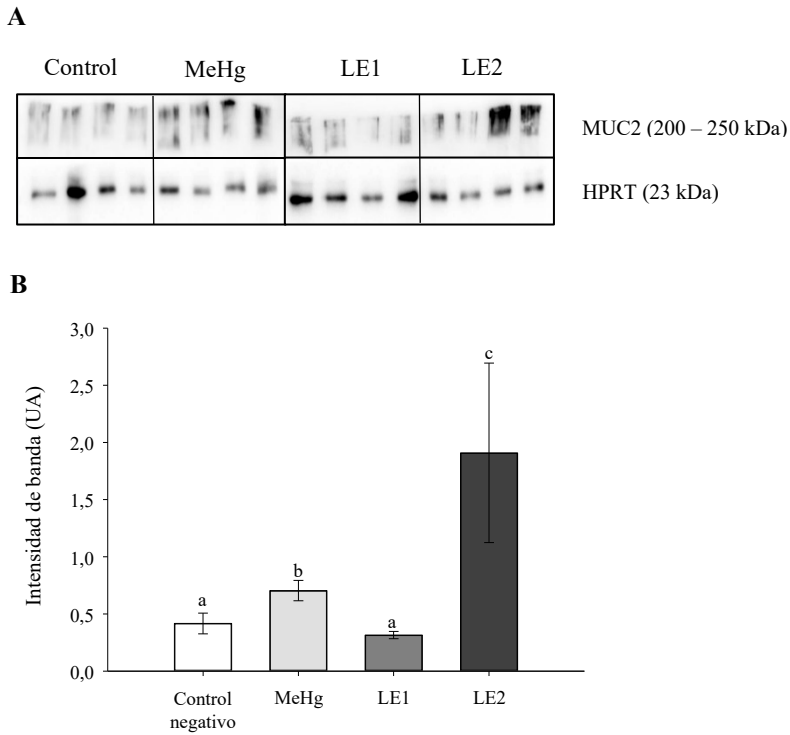 A
Control MeHg LE1 LE2
MUC2 (200 – 250 kDa)
HPRT (23 kDa)
B
Intensidad de banda (UA)
3,0
2,5
2,0
1,5
1,0
0,5
0,0
a
b
a
c
Control negativo
MeHg
LE1
LE2